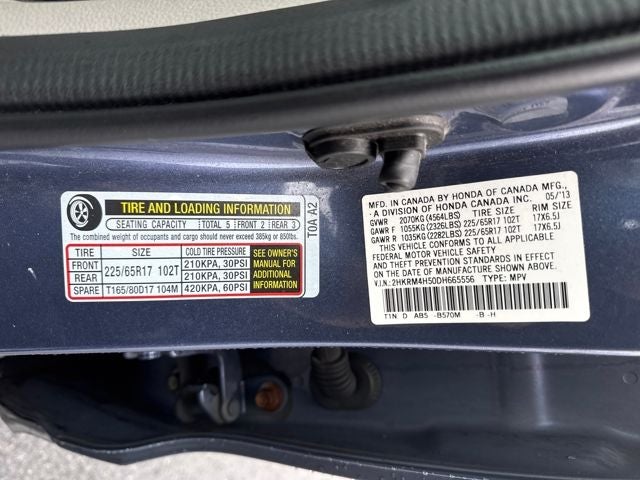 TIRE AND LOADING INFORMATION
SEATING CAPACITY TOTAL 5 FRONT 2 REAR 3
The combined weight of occupants and cargo should never exceed 385kg or 850lbs.
TIRE SIZE COLD TIRE PRESSURE
FRONT 225/65R17 102T 210KPA, 30PSI
REAR 210KPA, 30PSI
SPARE T165/80D17 104M 420KPA, 60PSI
SEE OWNER'S
MANUAL FOR
ADDITIONAL
INFORMATION
T0A A2
MFD. IN CANADA BY HONDA OF CANADA MFG.,
-A DIVISION OF HONDA CANADA INC. 05/'13
GVWR 2070KG (4564LBS) TIRE SIZE RIM SIZE
GAWR F 1055KG (2326LBS) 225/65R17 102T 17X6.5J
GAWR R 1035KG (2282LBS) 225/65R17 102T 17X6.5J
THIS VEHICLE CONFORMS TO ALL APPLICABLE
FEDERAL MOTOR VEHICLE SAFETY, BUMPER
AND THEFT PREVENTION STANDARDS IN EFFECT
ON THE DATE OF MANUFACTURE SHOWN ABOVE.
V.I.N: 2HKRM4H50DH665556 TYPE: MPV
T1N D AB5 -B570M -B -H